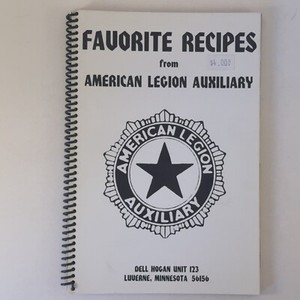 FAVORITE RECIPES
from
AMERICAN LEGION AUXILIARY
AMERICAN LEGION
AUXILIARY
DELL HOGAN UNIT 123
LUVERNE, MINNESOTA 56156